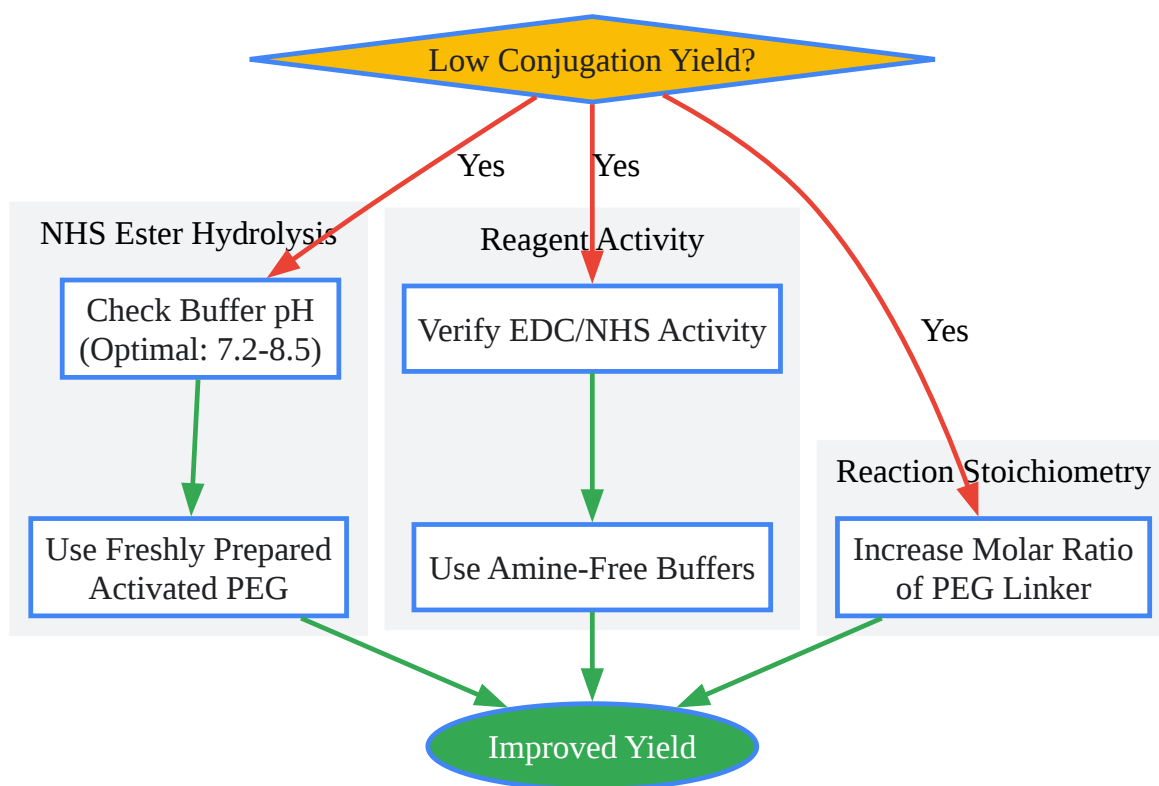 Low Conjugation Yield?
Yes
Yes
Yes
NHS Ester Hydrolysis
Reagent Activity
Check Buffer pH
(Optimal: 7.2-8.5)
Verify EDC/NHS Activity
Reaction Stoichiometry
Use Freshly Prepared
Activated PEG
Use Amine-Free Buffers
Increase Molar Ratio
of PEG Linker
Improved Yield